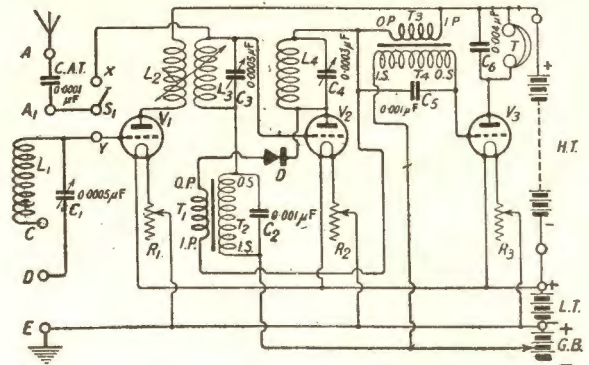 A
C.A.T.
0.0001
µF
A₁
X
S₁
Y
L₁
0.0005µF
C₁
C
D
E
L₂
L₃
C₃
0.0005µF
V₁
R₁
O.P.
T₁
I.P.
O.S
T₂
I.S.
0.001µF
C₂
D
L₄
C₄
0.0003µF
V₂
R₂
O.P.
T₃
I.P.
I.S.
T₄
O.S
0.001µF
C₅
0.004µF
C₆
T
V₃
R₃
+
H.T.
-
+
L.T.
-
+
G.B.
-